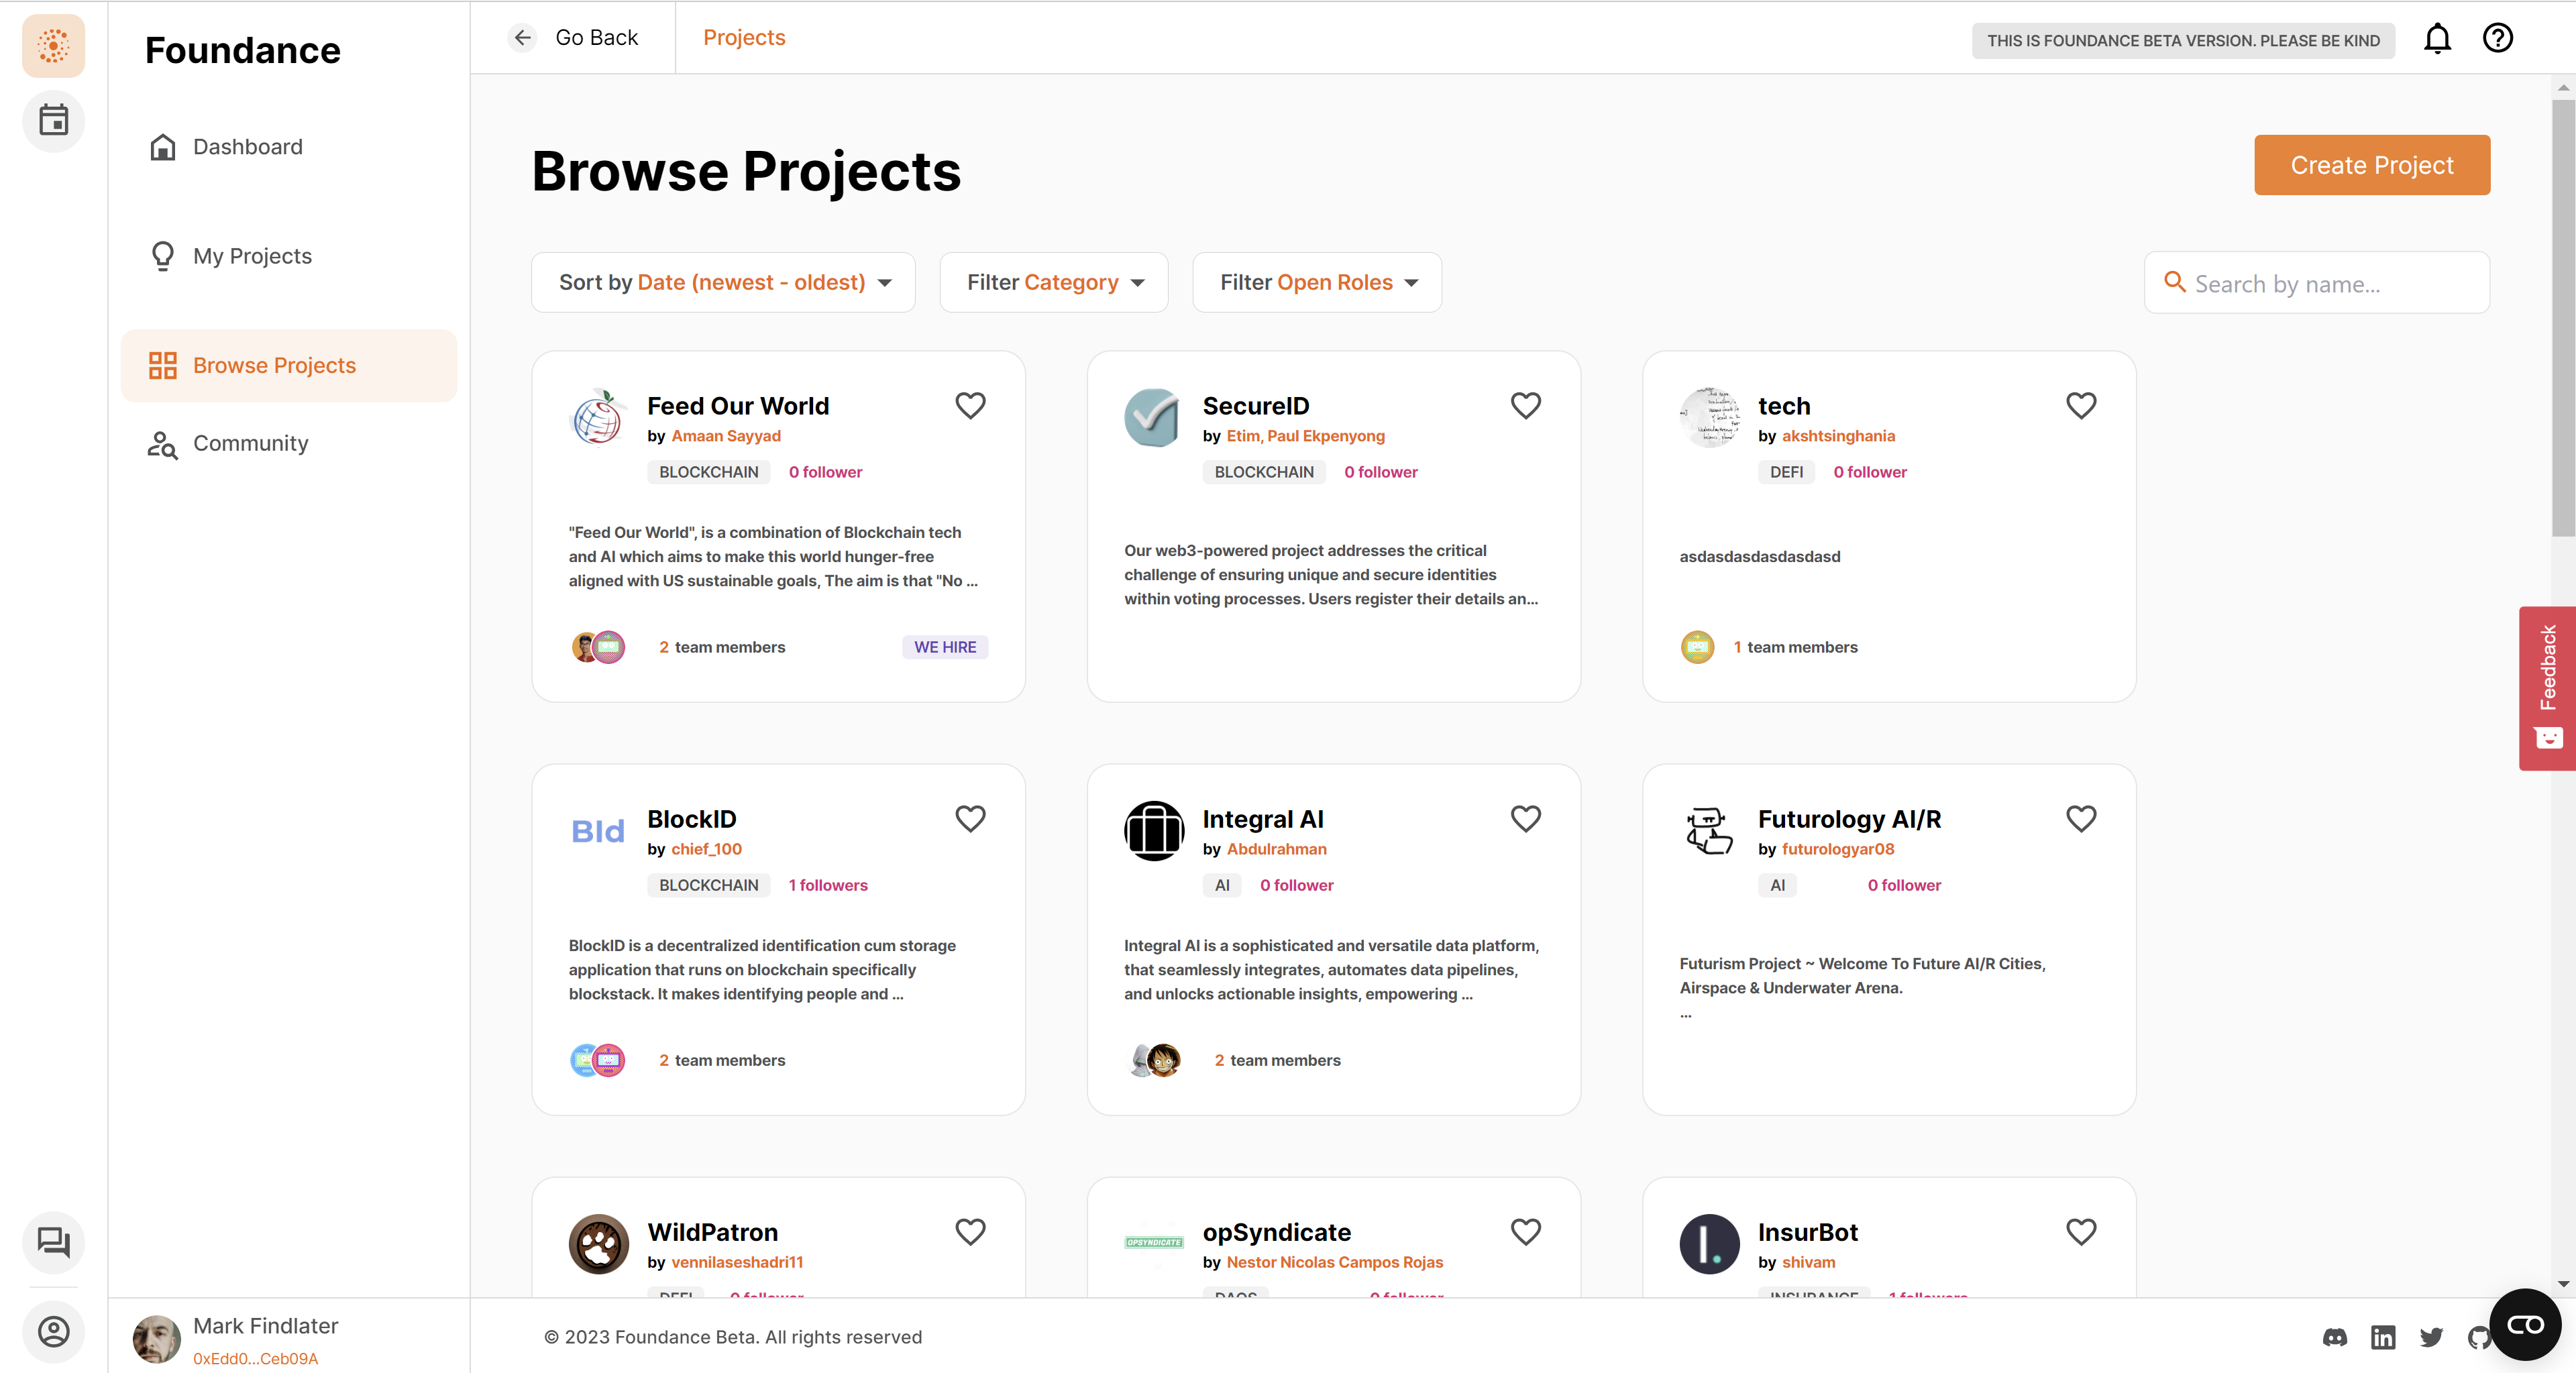 Foundance
Go Back
Projects
THIS IS FOUNDANCE BETA VERSION. PLEASE BE KIND
Dashboard
My Projects
Browse Projects
Community
Browse Projects
Create Project
Sort by Date (newest - oldest)
Filter Category
Filter Open Roles
Search by name...
Feed Our World
by Amaan Sayyad
BLOCKCHAIN 0 follower
"Feed Our World", is a combination of Blockchain tech
and AI which aims to make this world hunger-free
aligned with US sustainable goals, The aim is that "No ...
2 team members
WE HIRE
SecureID
by Etim, Paul Ekpenyong
BLOCKCHAIN 0 follower
Our web3-powered project addresses the critical
challenge of ensuring unique and secure identities
within voting processes. Users register their details an...
tech
by akshtsinghania
DEFI 0 follower
asdasdasdasdasdasd
1 team members
BId
BlockID
by chief_100
BLOCKCHAIN 1 followers
BlockID is a decentralized identification cum storage
application that runs on blockchain specifically
blockstack. It makes identifying people and ...
2 team members
Integral AI
by Abdulrahman
AI 0 follower
Integral AI is a sophisticated and versatile data platform,
that seamlessly integrates, automates data pipelines,
and unlocks actionable insights, empowering ...
2 team members
Futurology AI/R
by futurologyar08
AI 0 follower
Futurism Project ~ Welcome To Future AI/R Cities,
Airspace & Underwater Arena.
...
WildPatron
by vennilaseshadri11
DEFI 0 follower
OPSYNDICATE
opSyndicate
by Nestor Nicolas Campos Rojas
DAOS 0 follower
InsurBot
by shivam
INSURANCE 1 followers
Feedback
Mark Findlater
0xEdd0...Ceb09A
© 2023 Foundance Beta. All rights reserved